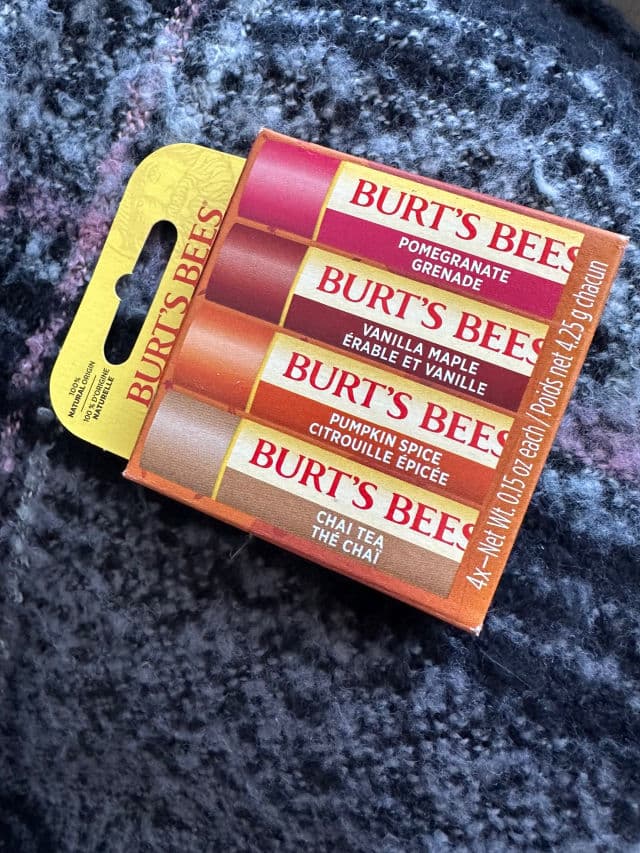 BURT'S BEES®
100%
NATURAL ORIGIN
100 % D'ORIGINE
NATURELLE
BURT'S BEES
POMEGRANATE
GRENADE
BURT'S BEES
VANILLA MAPLE
ÉRABLE ET VANILLE
BURT'S BEES
PUMPKIN SPICE
CITROUILLE ÉPICÉE
BURT'S BEES
CHAI TEA
THÉ CHAÏ
4x—Net Wt. 0.15 oz each / Poids net 4.25 g chacun